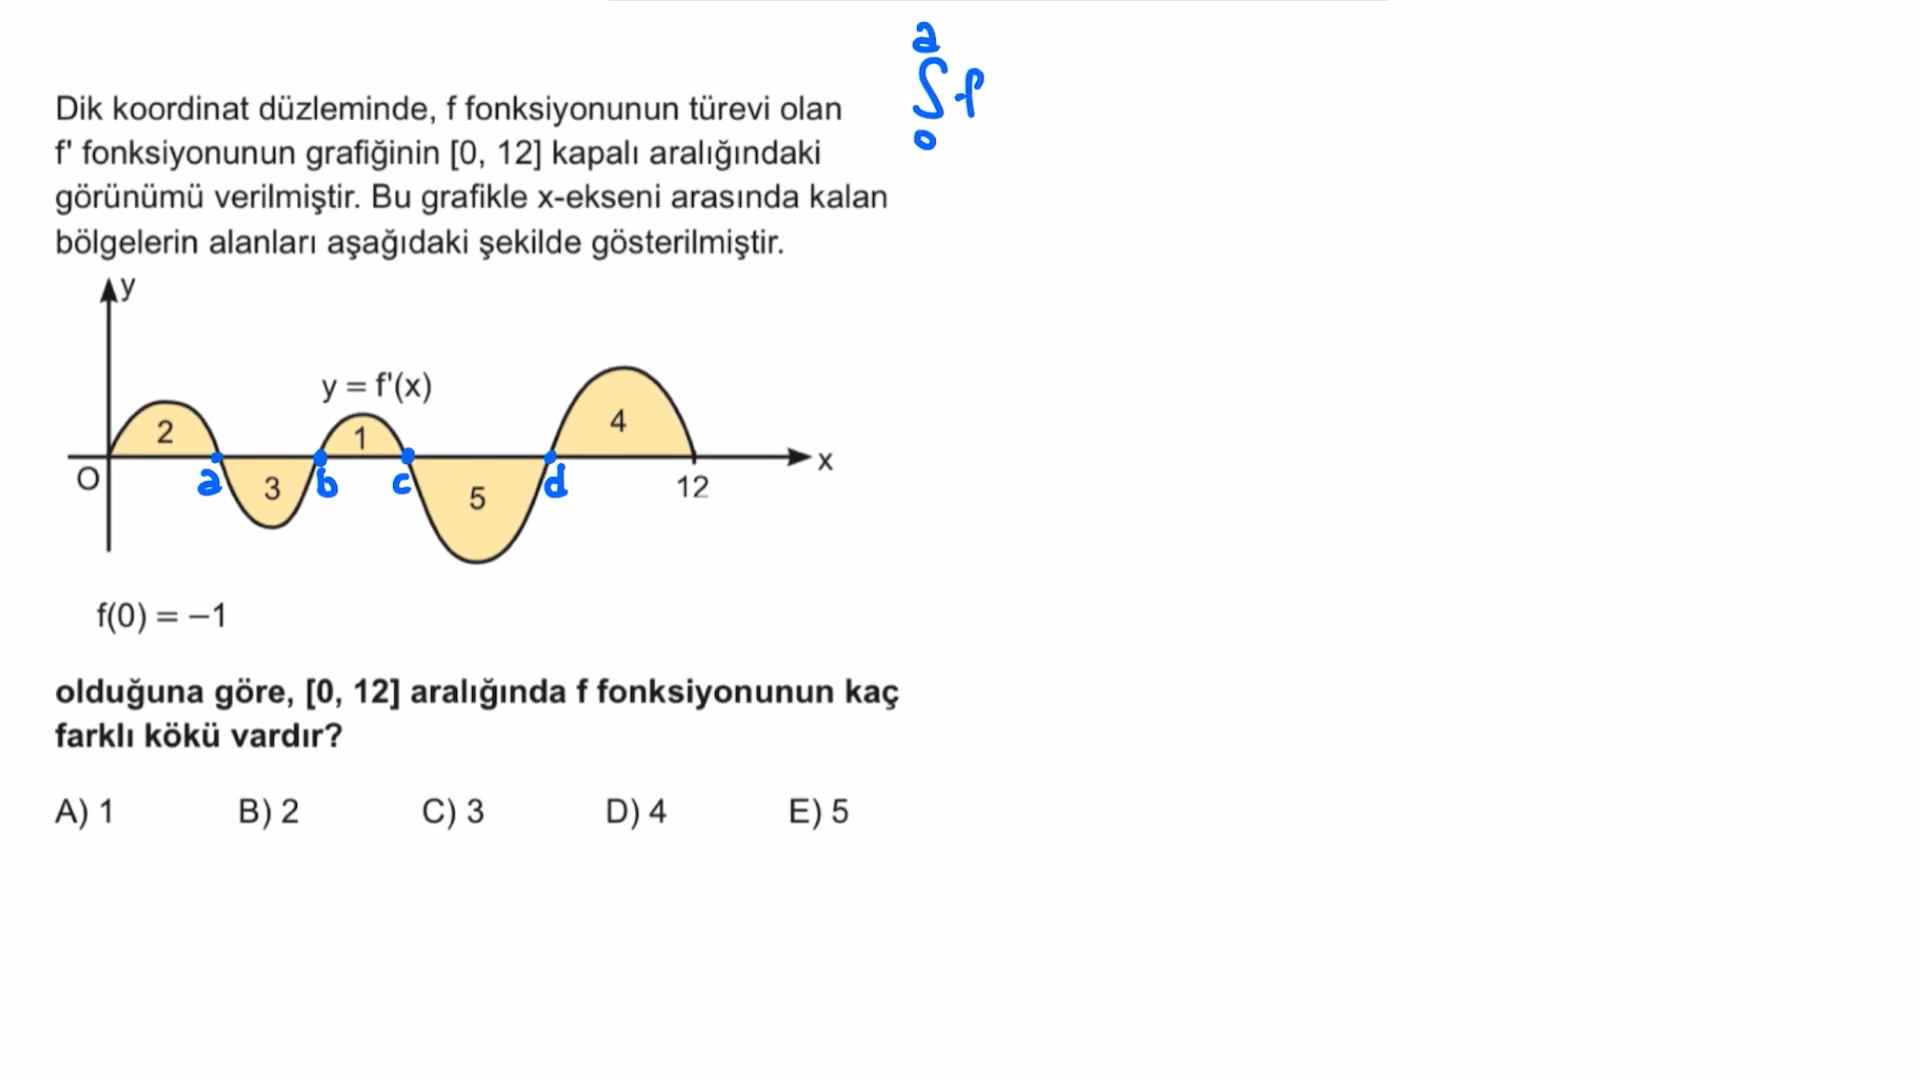 a
∫ f
0
Dik koordinat düzleminde, f fonksiyonunun türevi olan
f' fonksiyonunun grafiğinin [0, 12] kapalı aralığındaki
görünümü verilmiştir. Bu grafikle x-ekseni arasında kalan
bölgelerin alanları aşağıdaki şekilde gösterilmiştir.
y
y = f'(x)
2
1
4
x
O
a
3
b
c
5
d
12
f(0) = −1
olduğuna göre, [0, 12] aralığında f fonksiyonunun kaç
farklı kökü vardır?
A) 1 B) 2 C) 3 D) 4 E) 5